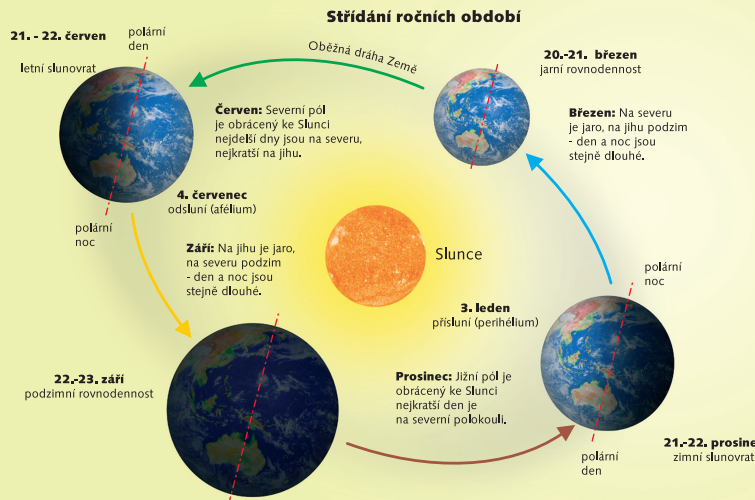 Střídání ročních období
21. - 22. červen
letní slunovrat
polární
den
Oběžná dráha Země
20.-21. březen
jarní rovnodennost
Červen: Severní pól
je obrácený ke Slunci
nejdelší dny jsou na severu,
nejkratší na jihu.
Březen: Na severu
je jaro, na jihu podzim
- den a noc jsou
stejně dlouhé.
4. červenec
odsluní (afélium)
polární
noc
Září: Na jihu je jaro,
na severu podzim
- den a noc jsou
stejně dlouhé.
Slunce
polární
noc
3. leden
přísluní (perihélium)
22.-23. září
podzimní rovnodennost
Prosinec: Jižní pól je
obrácený ke Slunci
nejkratší den je
na severní polokouli.
21.-22. prosine
zimní slunovrat
polární
den